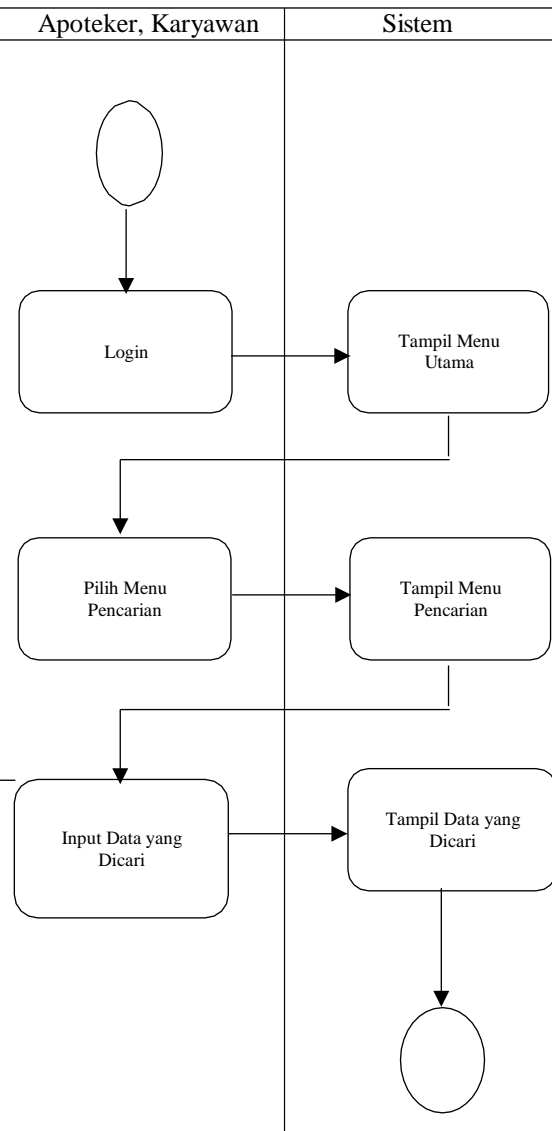 Apoteker, Karyawan
Sistem
Login
Tampil Menu
Utama
Pilih Menu
Pencarian
Tampil Menu
Pencarian
Input Data yang
Dicari
Tampil Data yang
Dicari